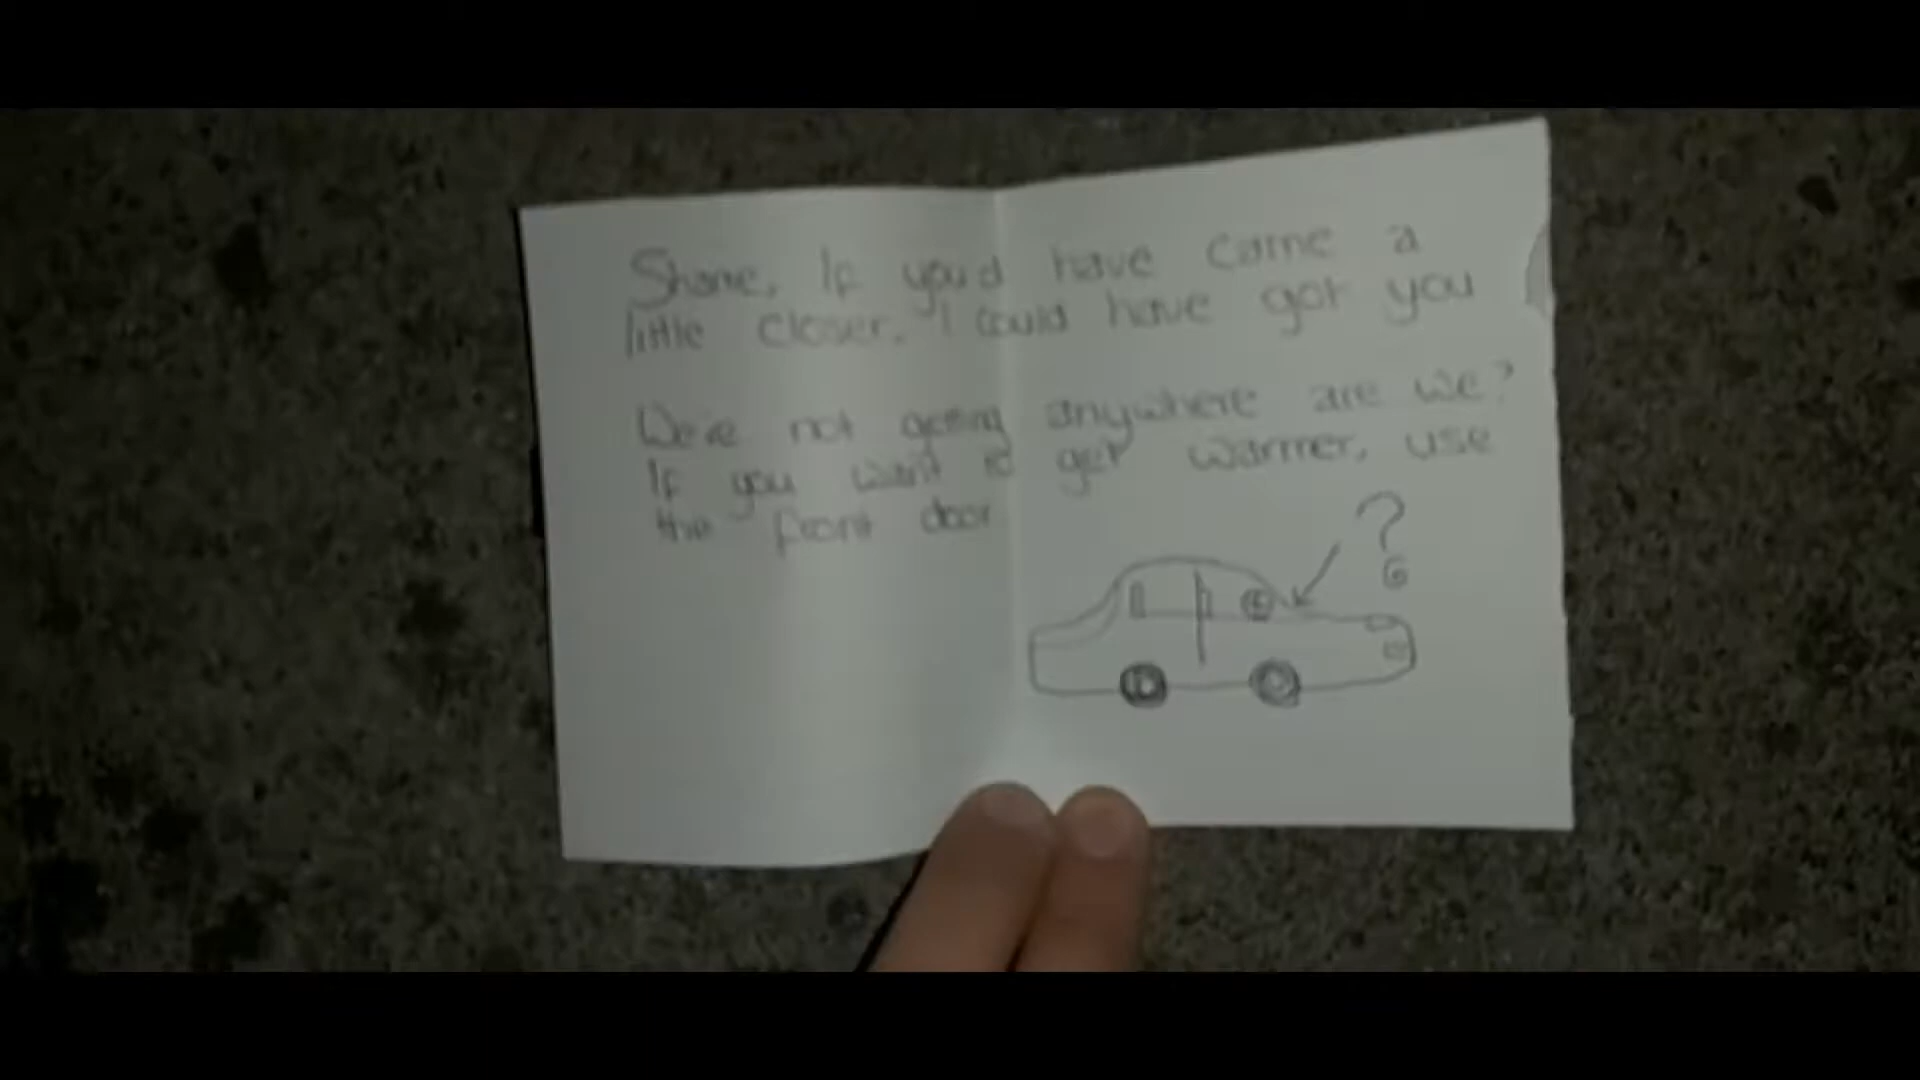 Shane, If you'd have came a
little closer. I could have got you
We're not getting anywhere are we?
If you want to get warmer, use
the front door
?